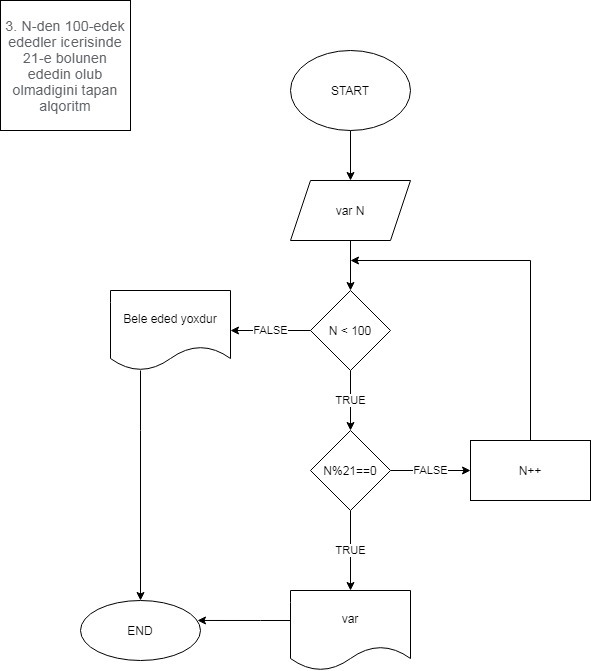 3. N-den 100-edek
ededler icerisinde
21-e bolunen
ededin olub
olmadigini tapan
alqoritm
START
var N
Bele eded yoxdur
FALSE
N < 100
TRUE
N%21==0
FALSE
N++
TRUE
var
END